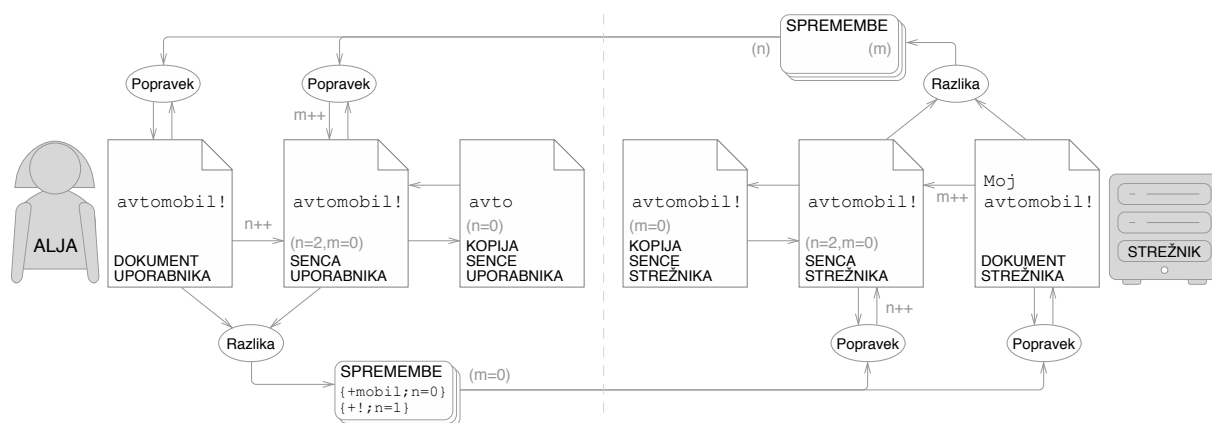 SPREMEMBE
(n)
(m)
Popravek
Popravek
Razlika
m++
avtomobil!
avtomobil!
avto
avtomobil!
avtomobil!
Moj
avtomobil!
n++
m++
(n=2,m=0)
(n=0)
(m=0)
(n=2,m=0)
ALJA
DOKUMENT
UPORABNIKA
SENCA
UPORABNIKA
KOPIJA
SENCE
UPORABNIKA
KOPIJA
SENCE
STREŽNIKA
SENCA
STREŽNIKA
DOKUMENT
STREŽNIKA
STREŽNIK
n++
Razlika
Popravek
Popravek
SPREMEMBE
{+mobil;n=0}
{+!;n=1}
(m=0)